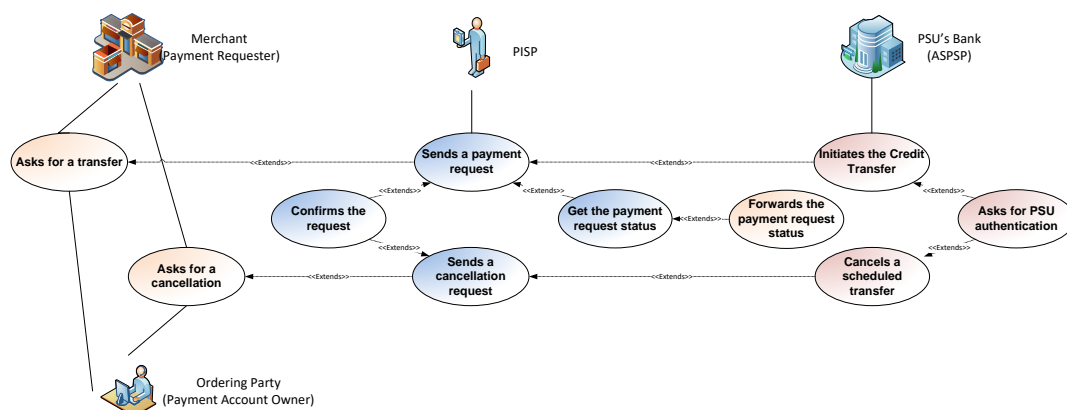 Merchant
(Payment Requester)
PISP
PSU's Bank
(ASPSP)
Asks for a transfer
<<Extends>>
Sends a payment
request
<<Extends>>
Initiates the Credit
Transfer
<<Extends>>
<<Extends>>
<<Extends>>
Confirms the
request
Get the payment
request status
<<Extends>>
Forwards the
payment request
status
Asks for PSU
authentication
<<Extends>>
<<Extends>>
Asks for a
cancellation
<<Extends>>
Sends a
cancellation
request
<<Extends>>
Cancels a
scheduled
transfer
Ordering Party
(Payment Account Owner)